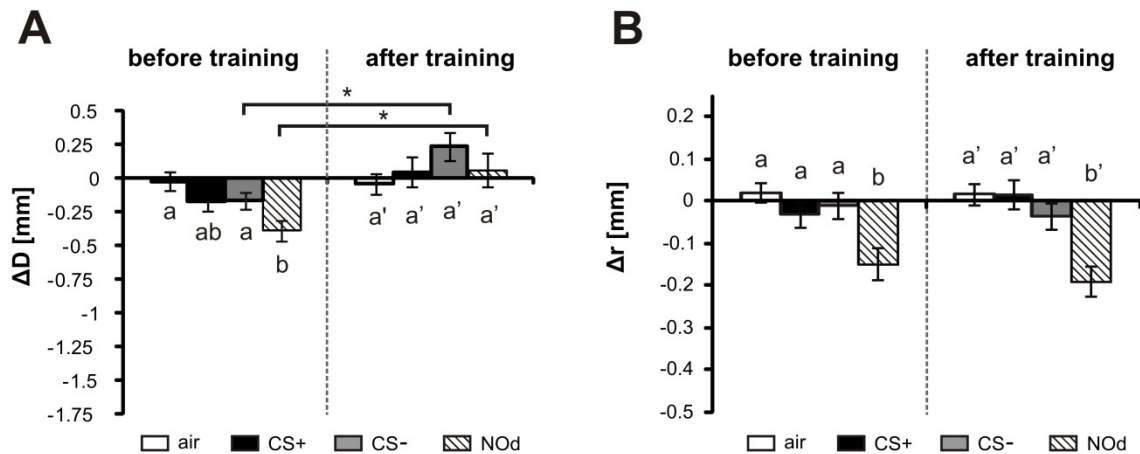 A
before training
after training
*
*
0.5
0.25
0
-0.25
-0.5
-0.75
-1
-1.25
-1.5
-1.75
ΔD [mm]
a
ab
a
b
a'
a’
a’
a’
air
CS+
CS-
NOd
B
before training
after training
0.2
0.1
0
-0.1
-0.2
-0.3
-0.4
-0.5
Δr [mm]
a
a
a
b
a’
a’
a’
b’
air
CS+
CS-
NOd